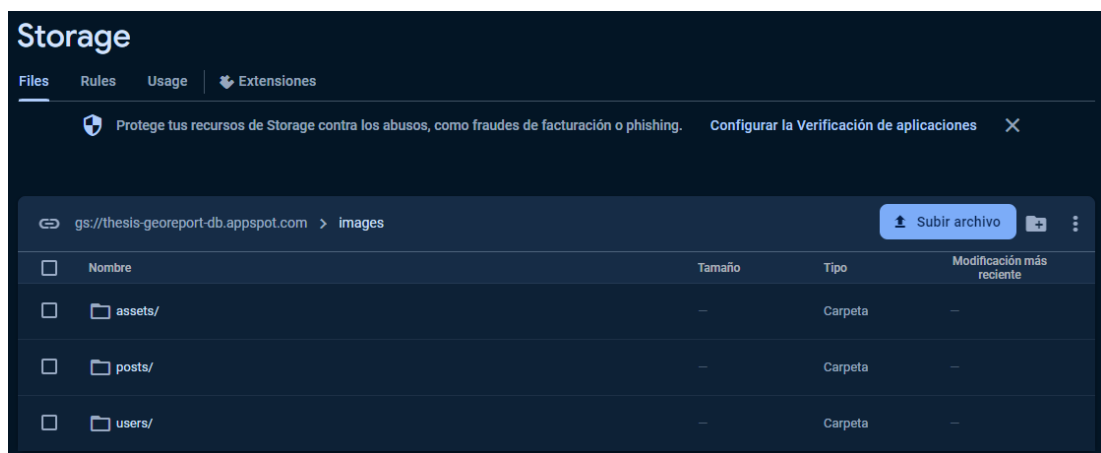 Storage
Files Rules Usage Extensiones
Protege tus recursos de Storage contra los abusos, como fraudes de facturación o phishing. Configurar la Verificación de aplicaciones
gs://thesis-georeport-db.appspot.com > images Subir archivo
Nombre Tamaño Tipo Modificación más reciente
assets/ — Carpeta —
posts/ — Carpeta —
users/ — Carpeta —